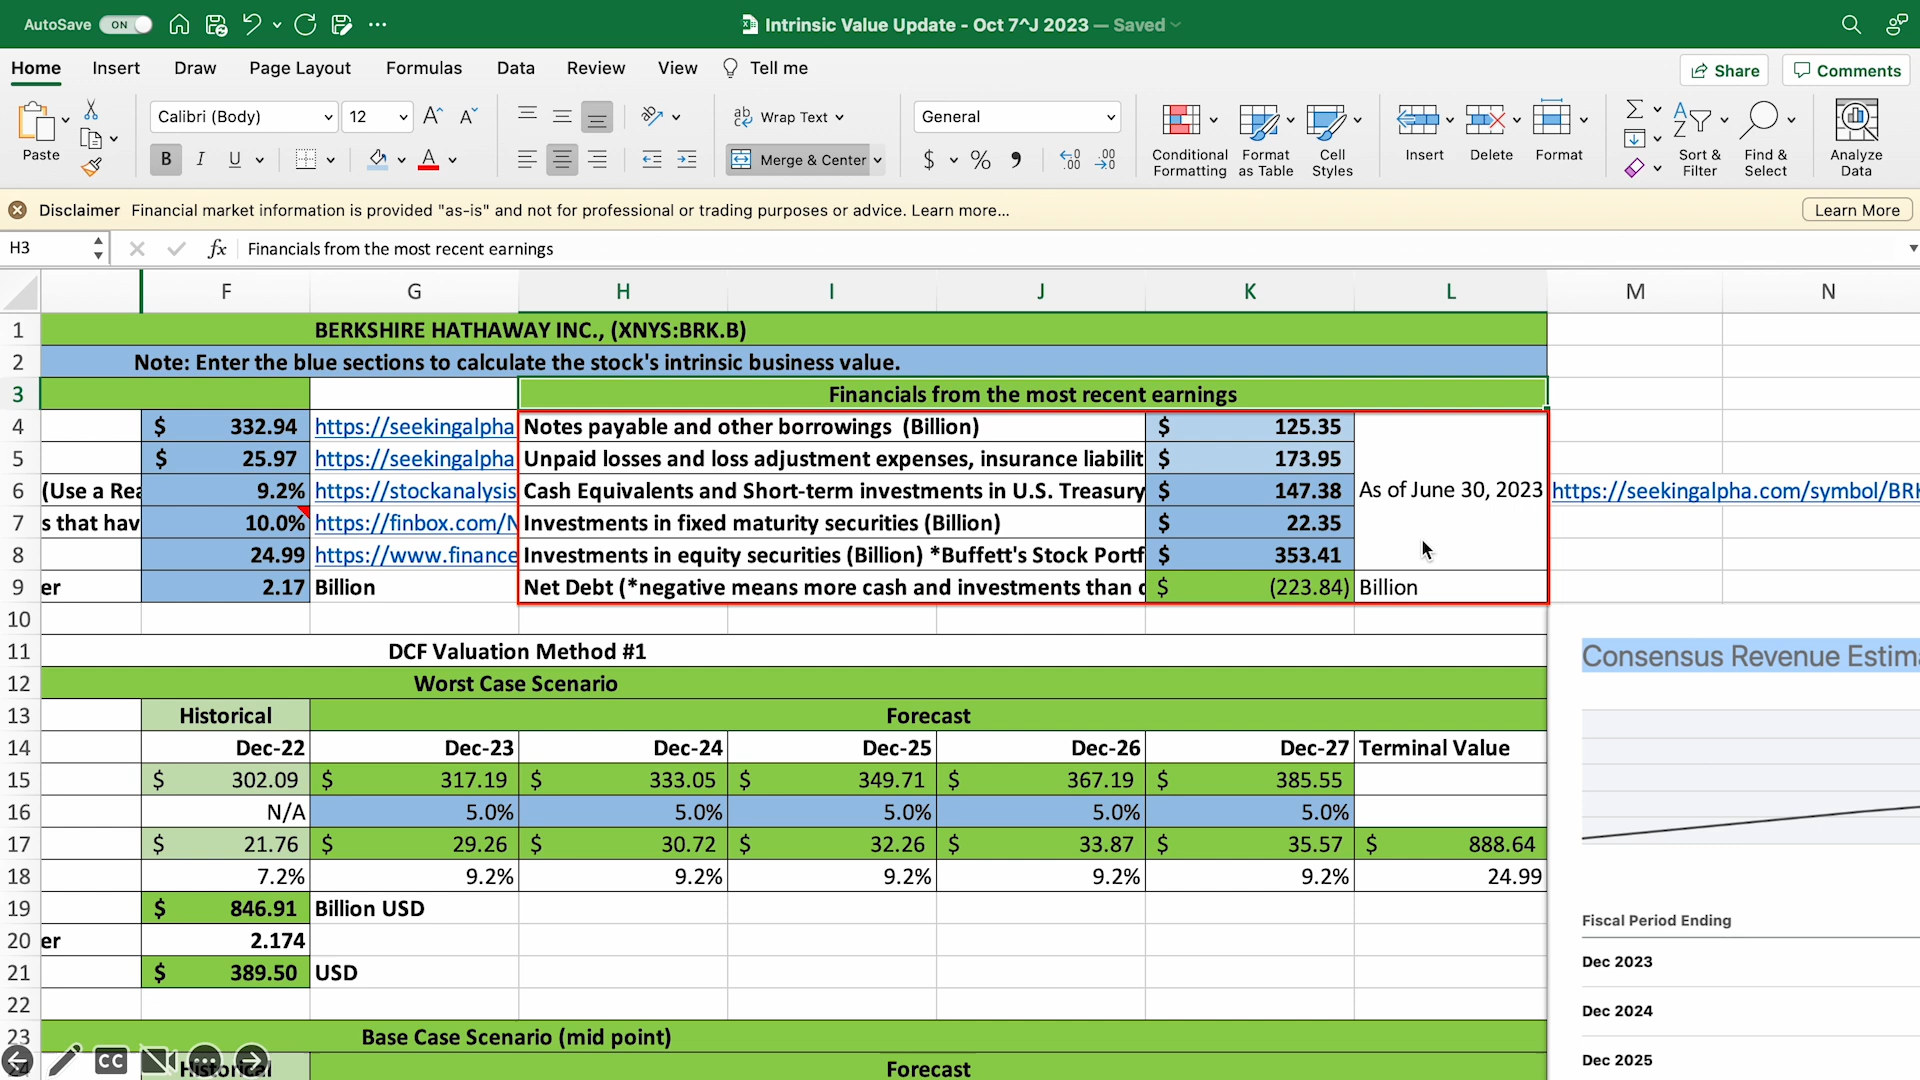 AutoSave ON Intrinsic Value Update - Oct 7^J 2023 — Saved
Home Insert Draw Page Layout Formulas Data Review View Tell me Share Comments
Calibri (Body) 12 Wrap Text General
Paste B I U Merge & Center $ % Conditional Formatting Format as Table Cell Styles Insert Delete Format Sort & Filter Find & Select Analyze Data
Disclaimer Financial market information is provided "as-is" and not for professional or trading purposes or advice. Learn more... Learn More
H3 fx Financials from the most recent earnings
F G H I J K L M N
1 BERKSHIRE HATHAWAY INC., (XNYS:BRK.B)
2 Note: Enter the blue sections to calculate the stock's intrinsic business value.
3 Financials from the most recent earnings
4 $ 332.94 https://seekingalpha Notes payable and other borrowings (Billion) $ 125.35
5 $ 25.97 https://seekingalpha Unpaid losses and loss adjustment expenses, insurance liabilit $ 173.95
6 (Use a Rea 9.2% https://stockanalysis Cash Equivalents and Short-term investments in U.S. Treasury $ 147.38 As of June 30, 2023 https://seekingalpha.com/symbol/BRK
7 s that hav 10.0% https://finbox.com/N Investments in fixed maturity securities (Billion) $ 22.35
8 24.99 https://www.finance Investments in equity securities (Billion) *Buffett's Stock Portf $ 353.41
9 er 2.17 Billion Net Debt (*negative means more cash and investments than $ (223.84) Billion
10
11 DCF Valuation Method #1
12 Worst Case Scenario
13 Historical Forecast
14 Dec-22 Dec-23 Dec-24 Dec-25 Dec-26 Dec-27 Terminal Value
15 $ 302.09 $ 317.19 $ 333.05 $ 349.71 $ 367.19 $ 385.55
16 N/A 5.0% 5.0% 5.0% 5.0% 5.0%
17 $ 21.76 $ 29.26 $ 30.72 $ 32.26 $ 33.87 $ 35.57 $ 888.64
18 7.2% 9.2% 9.2% 9.2% 9.2% 9.2% 24.99
19 $ 846.91 Billion USD
20 er 2.174
21 $ 389.50 USD
22
23 Base Case Scenario (mid point)
24 Historical Forecast
CC
Consensus Revenue Estima
Fiscal Period Ending
Dec 2023
Dec 2024
Dec 2025